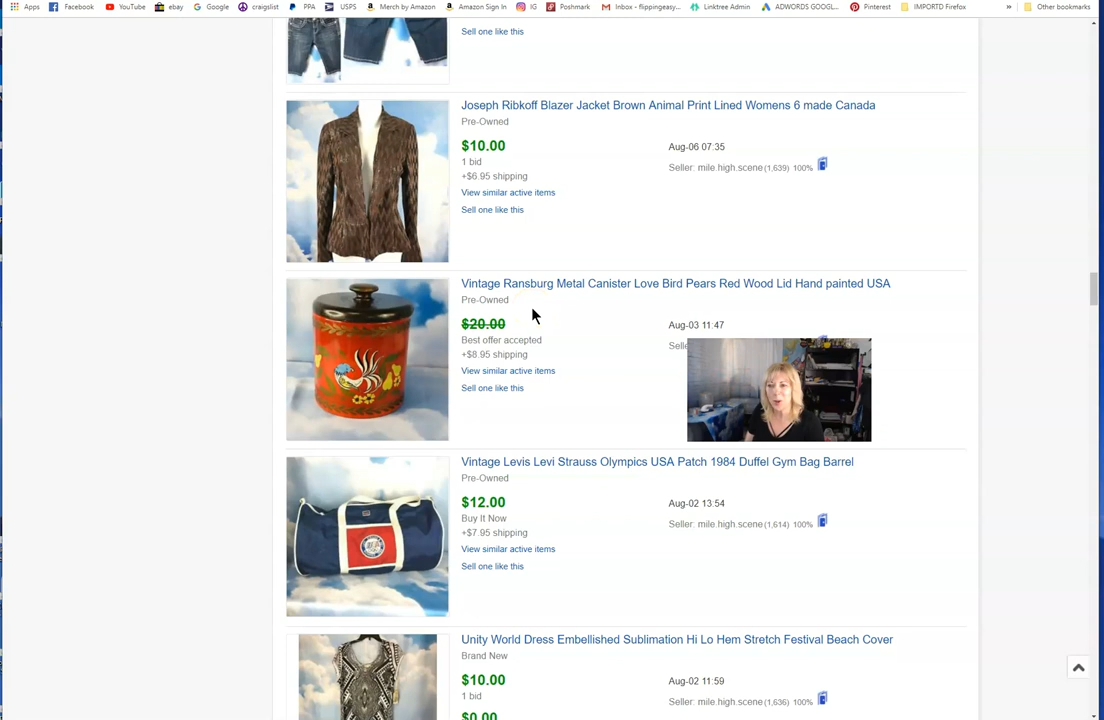 Apps Facebook YouTube ebay Google craigslist PPA USPS Merch by Amazon Amazon Sign In IG Poshmark Inbox - flippingeasy... Linktree Admin ADWORDS GOOGL... Pinterest IMPORTD Firefox » Other bookmarks
Sell one like this
Joseph Ribkoff Blazer Jacket Brown Animal Print Lined Womens 6 made Canada
Pre-Owned
$10.00 Aug-06 07:35
1 bid
+$6.95 shipping Seller: mile.high.scene (1,639) 100%
View similar active items
Sell one like this
Vintage Ransburg Metal Canister Love Bird Pears Red Wood Lid Hand painted USA
Pre-Owned
$20.00 Aug-03 11:47
Best offer accepted
+$8.95 shipping
View similar active items
Sell one like this
Vintage Levis Levi Strauss Olympics USA Patch 1984 Duffel Gym Bag Barrel
Pre-Owned
$12.00 Aug-02 13:54
Buy It Now
+$7.95 shipping Seller: mile.high.scene (1,614) 100%
View similar active items
Sell one like this
Unity World Dress Embellished Sublimation Hi Lo Hem Stretch Festival Beach Cover
Brand New
$10.00 Aug-02 11:59
1 bid
$0.00 Seller: mile.high.scene (1,636) 100%